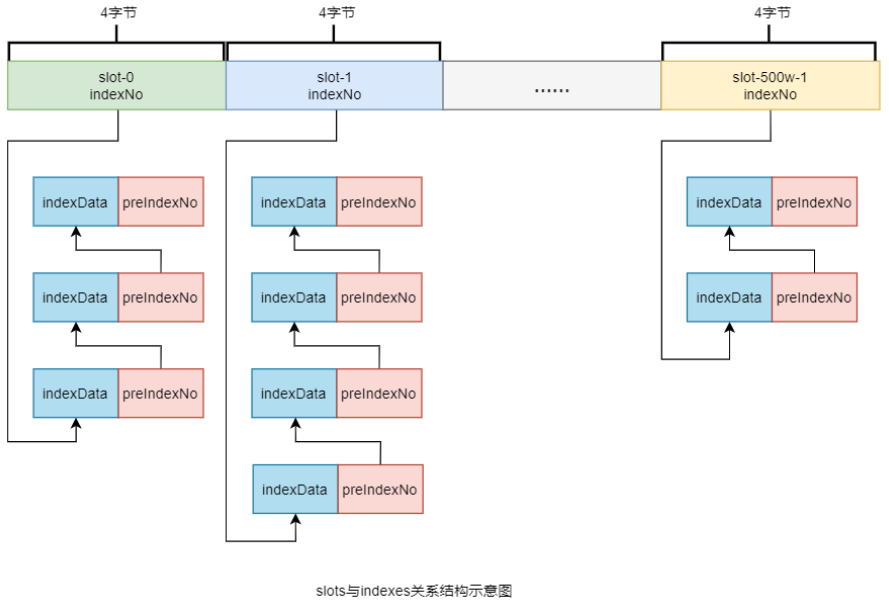 4字节
4字节
4字节
slot-0
indexNo
slot-1
indexNo
......
slot-500w-1
indexNo
indexData preIndexNo
indexData preIndexNo
indexData preIndexNo
indexData preIndexNo
indexData preIndexNo
indexData preIndexNo
indexData preIndexNo
indexData preIndexNo
indexData preIndexNo
slots与indexes关系结构示意图